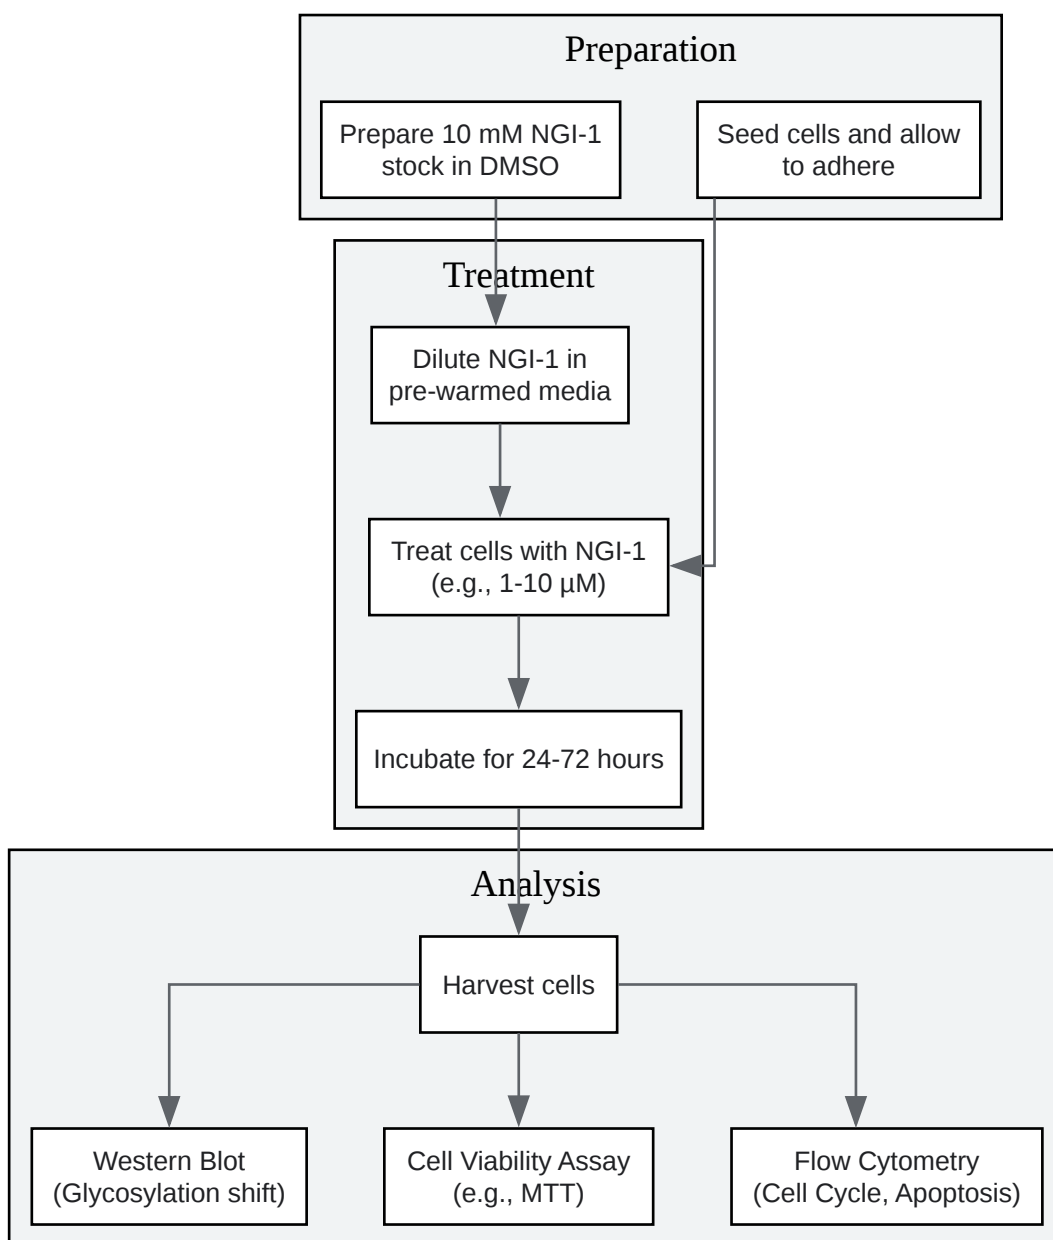 Preparation
Prepare 10 mM NGI-1
stock in DMSO
Seed cells and allow
to adhere
Treatment
Dilute NGI-1 in
pre-warmed media
Treat cells with NGI-1
(e.g., 1-10 µM)
Incubate for 24-72 hours
Analysis
Harvest cells
Western Blot
(Glycosylation shift)
Cell Viability Assay
(e.g., MTT)
Flow Cytometry
(Cell Cycle, Apoptosis)